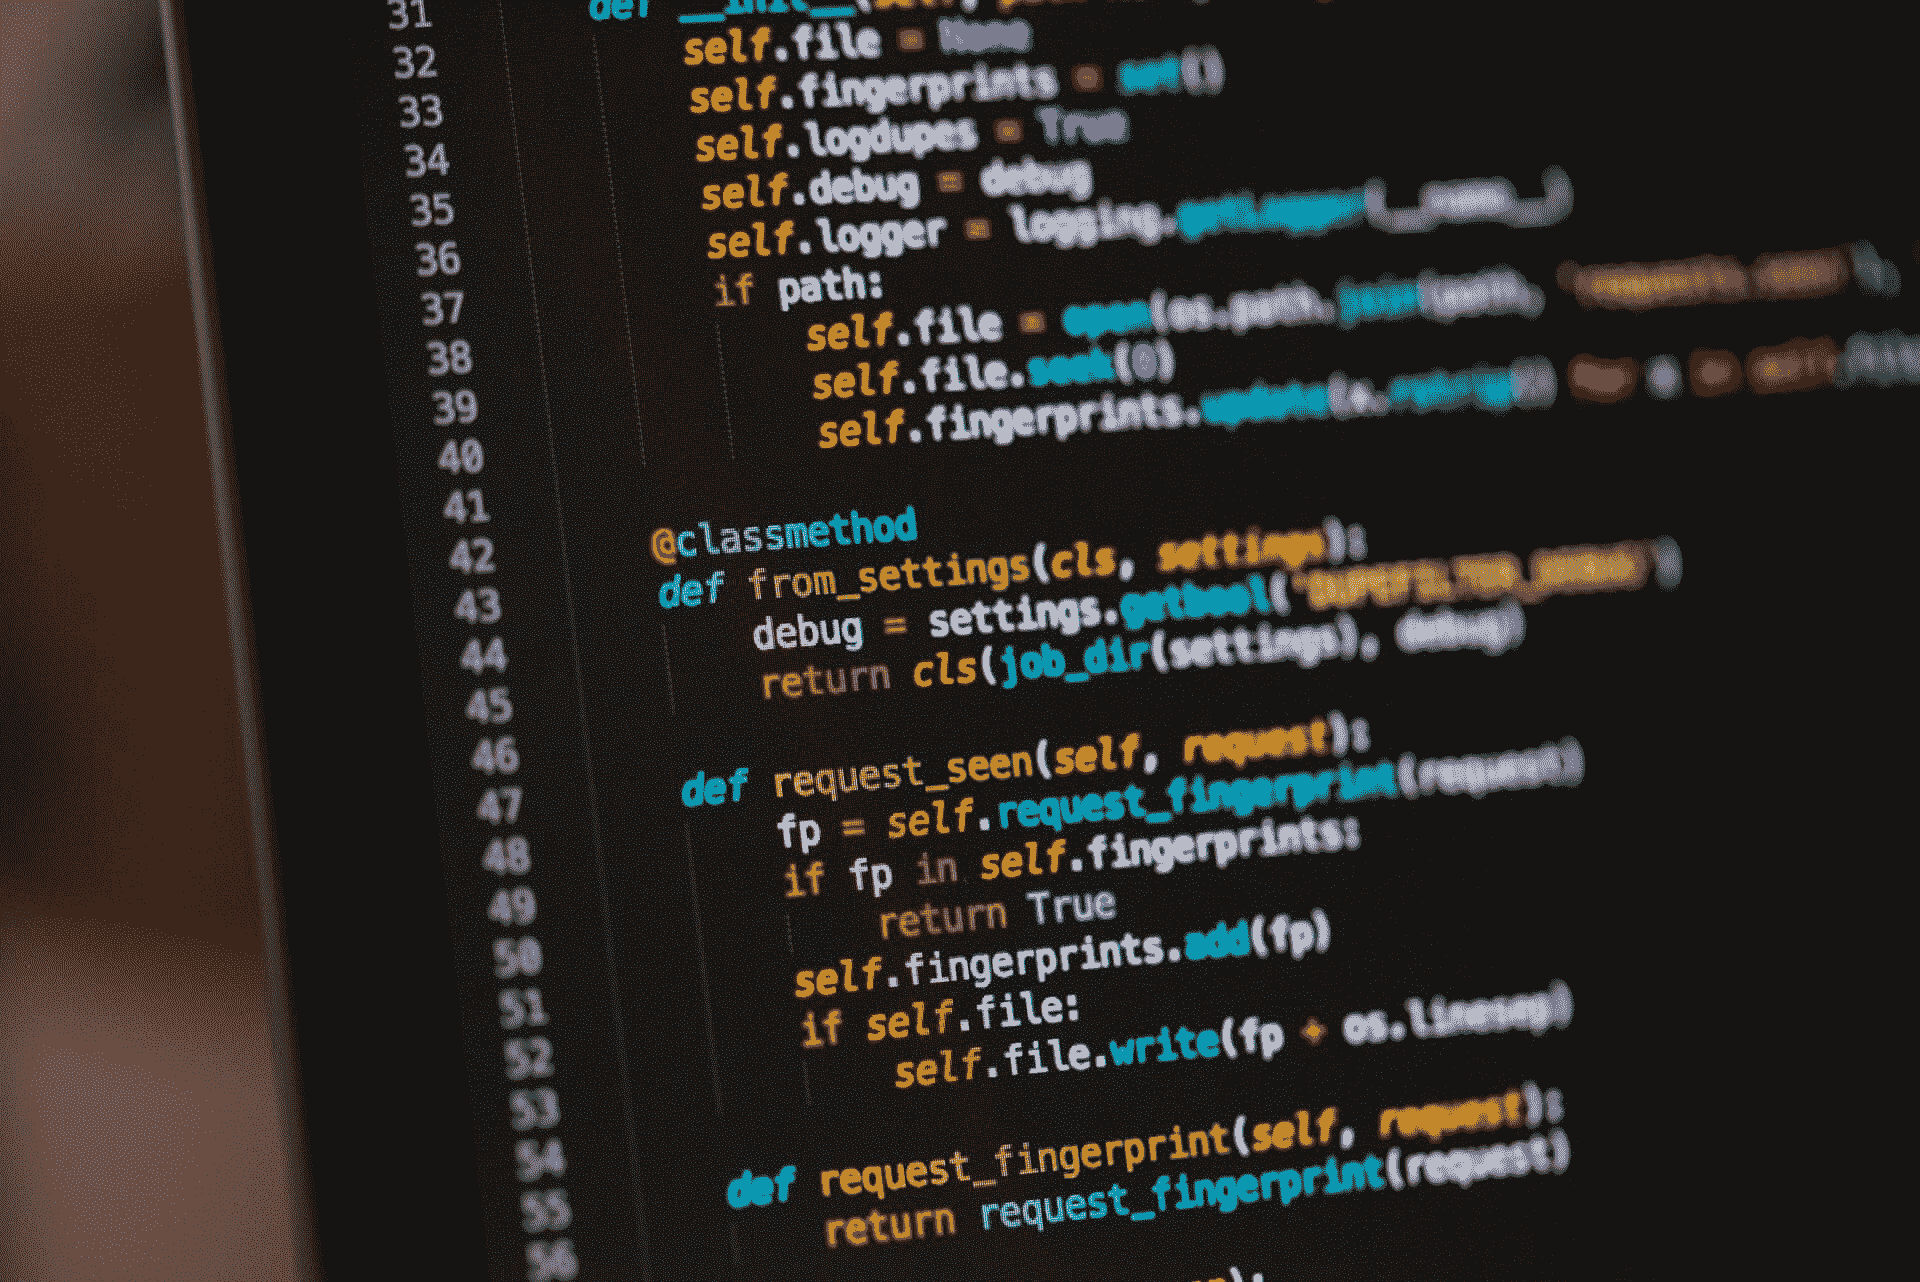 31 def __init__(self,
32 self.file = None
33 self.fingerprints = set()
34 self.logdupes = True
35 self.debug = debug
36 self.logger = logging.getLogger(__name__)
37 if path:
38 self.file = open(os.path.join(path,
39 self.file.seek(0)
40 self.fingerprints.update(x.rstrip()
41
42 @classmethod
43 def from_settings(cls, settings):
44 debug = settings.getbool('DUPEFILTER_DEBUG')
45 return cls(job_dir(settings), debug)
46
47 def request_seen(self, request):
48 fp = self.request_fingerprint(request)
49 if fp in self.fingerprints:
50 return True
51 self.fingerprints.add(fp)
52 if self.file:
53 self.file.write(fp + os.linesep)
54
55 def request_fingerprint(self, request):
56 return request_fingerprint(request)